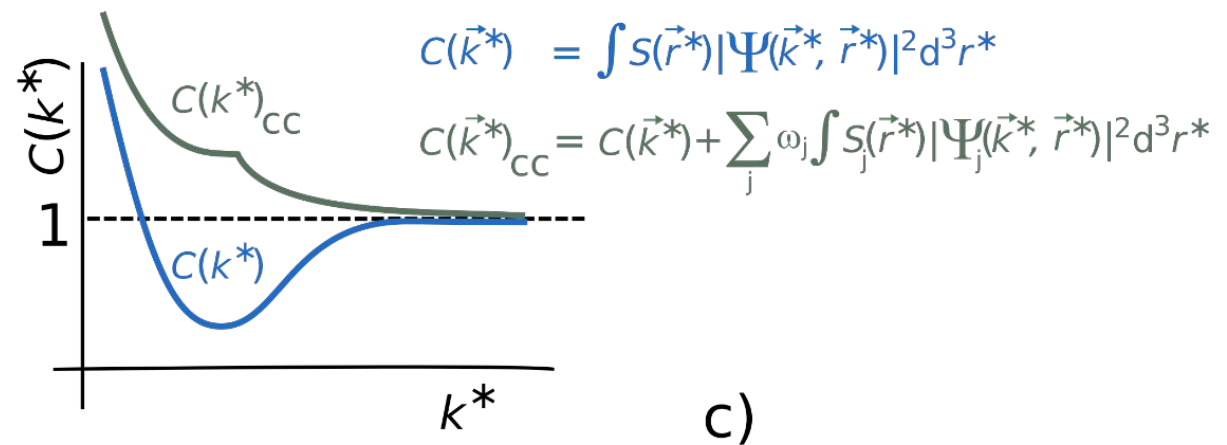 C(k⃗*) = ∫S(r⃗*)|Ψ(k⃗*, r⃗*)|²d³r*
C(k⃗*)cc = C(k⃗*)+∑j ωj∫Sj(r⃗*)|Ψj(k⃗*, r⃗*)|²d³r*
C(k*)
C(k*)cc
1
C(k*)
k*
c)